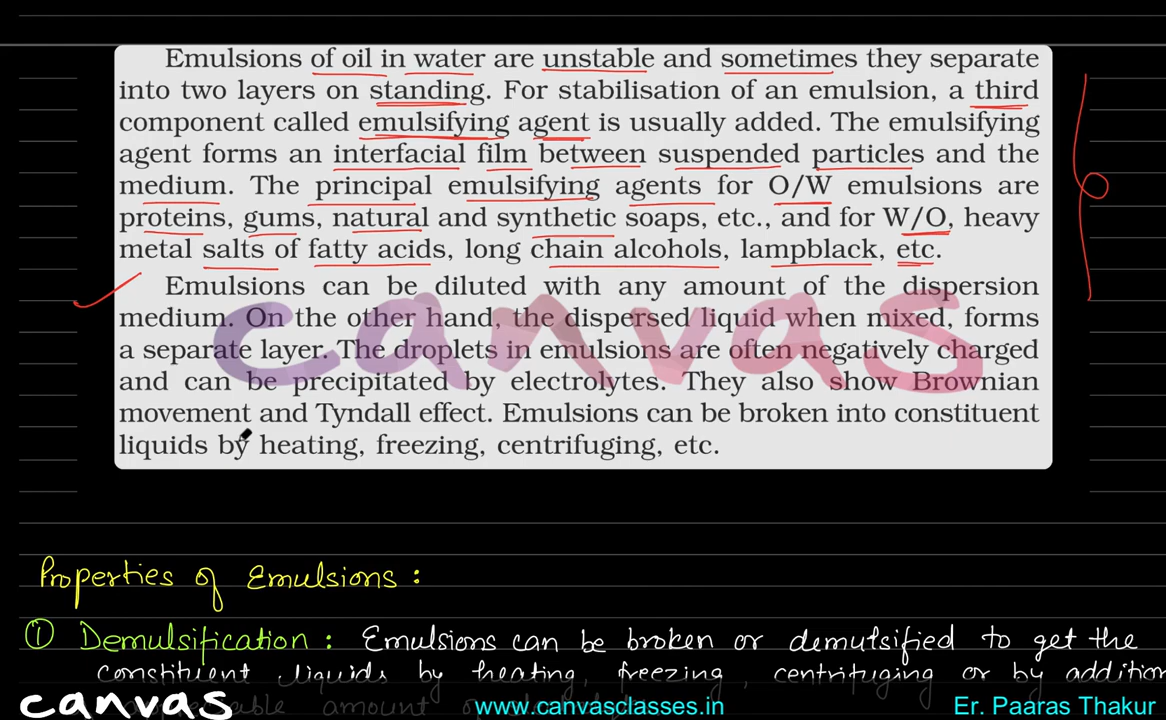 Emulsions of oil in water are unstable and sometimes they separate
into two layers on standing. For stabilisation of an emulsion, a third
component called emulsifying agent is usually added. The emulsifying
agent forms an interfacial film between suspended particles and the
medium. The principal emulsifying agents for O/W emulsions are
proteins, gums, natural and synthetic soaps, etc., and for W/O, heavy
metal salts of fatty acids, long chain alcohols, lampblack, etc.
Emulsions can be diluted with any amount of the dispersion
medium. On the other hand, the dispersed liquid when mixed, forms
a separate layer. The droplets in emulsions are often negatively charged
and can be precipitated by electrolytes. They also show Brownian
movement and Tyndall effect. Emulsions can be broken into constituent
liquids by heating, freezing, centrifuging, etc.
canvas
Properties of Emulsions :
① Demulsification : Emulsions can be broken or demulsified to get the
constituent liquids by heating, freezing, centrifuging or by addition
amount
canvas www.canvasclasses.in Er. Paaras Thakur